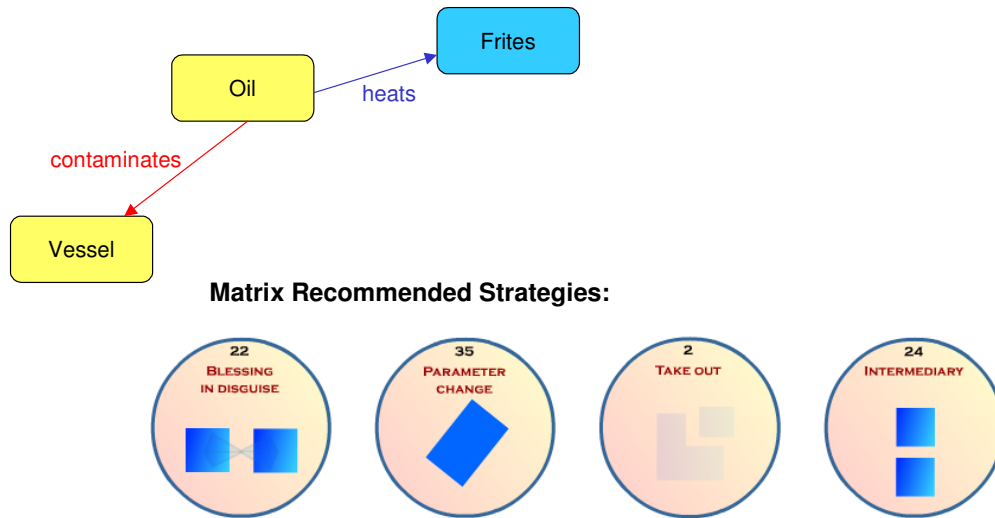 Frites
Oil
heats
contaminates
Vessel
Matrix Recommended Strategies:
22
BLESSING
IN DISGUISE
35
PARAMETER
CHANGE
2
TAKE OUT
24
INTERMEDIARY